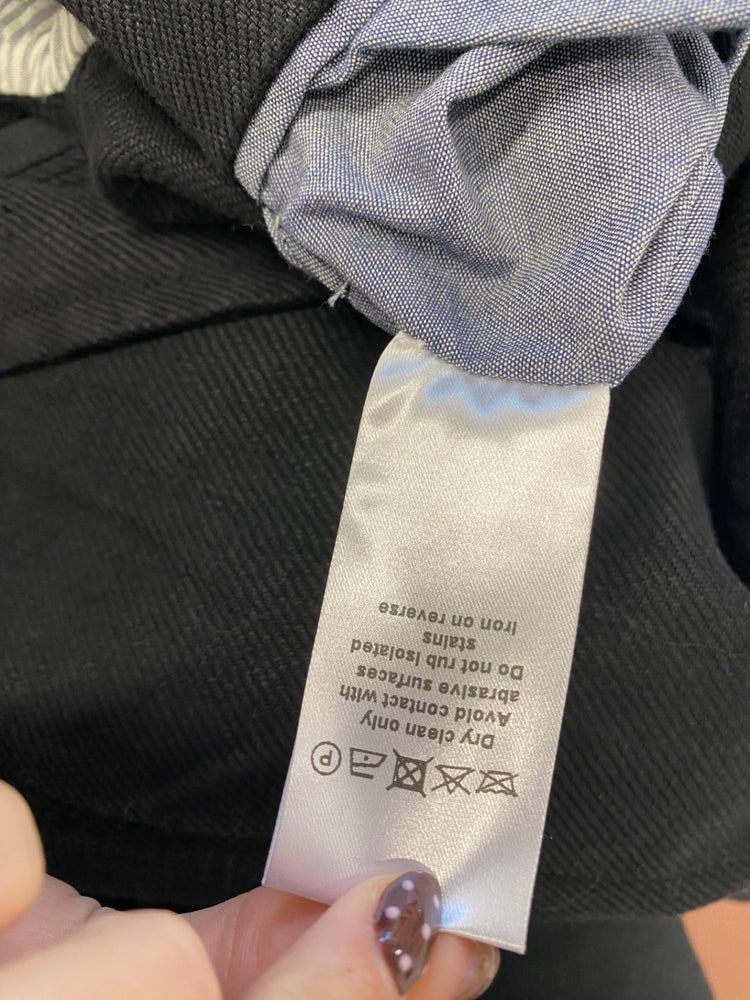 P
Dry clean only
Avoid contact with
abrasive surfaces
Do not rub isolated
stains
Iron on reverse